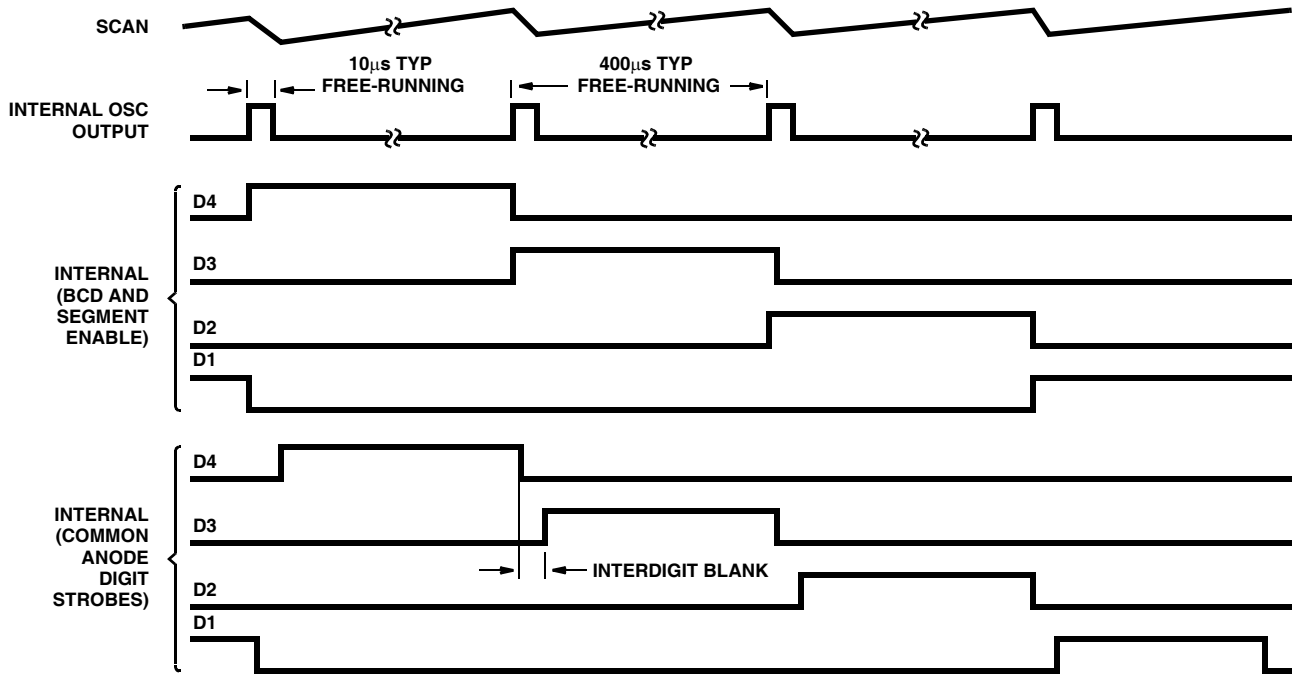 SCAN
10µs TYP
FREE-RUNNING
400µs TYP
FREE-RUNNING
INTERNAL OSC
OUTPUT
D4
D3
D2
D1
INTERNAL
(BCD AND
SEGMENT
ENABLE)
D4
D3
D2
D1
INTERNAL
(COMMON
ANODE
DIGIT
STROBES)
INTERDIGIT BLANK